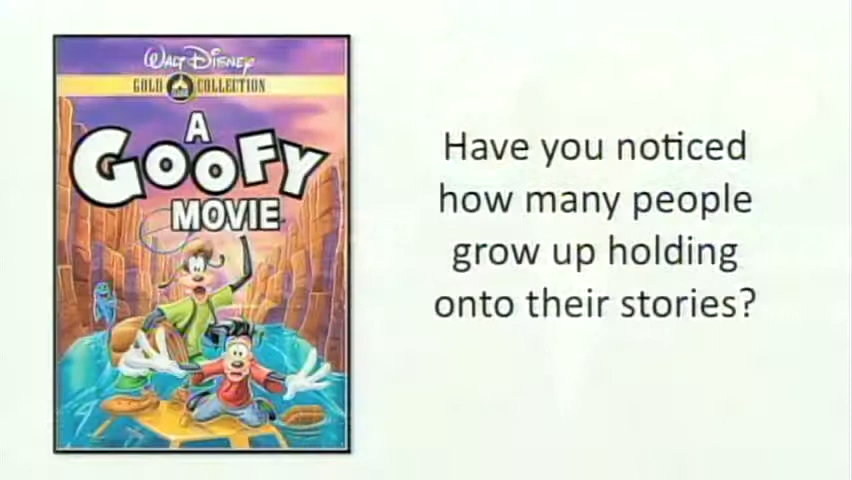 WALT DISNEY
GOLD COLLECTION
A
GOOFY
MOVIE
Have you noticed
how many people
grow up holding
onto their stories?